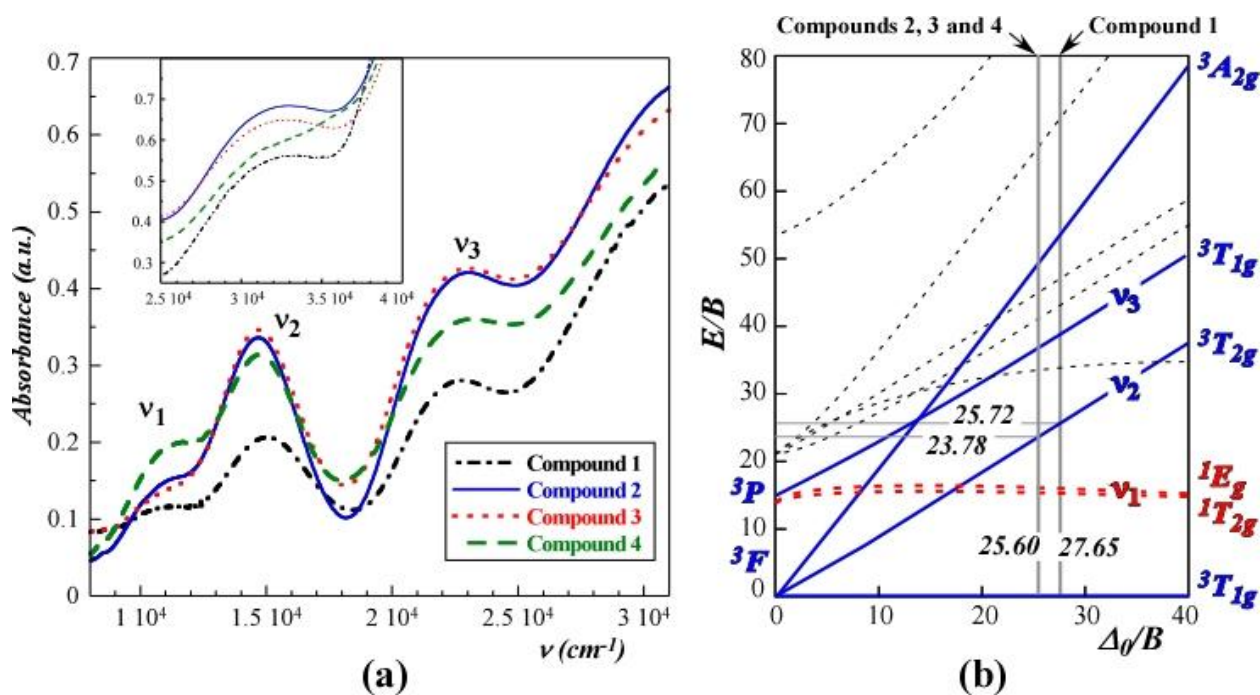 0.7
0.6
0.5
0.4
0.3
0.2
0.1
0
Absorbance (a.u.)
0.7
0.6
0.5
0.4
0.3
2.5 10⁴
3 10⁴
3.5 10⁴
4 10⁴
ν₁
ν₂
ν₃
Compound 1
Compound 2
Compound 3
Compound 4
1 10⁴
1.5 10⁴
2 10⁴
2.5 10⁴
3 10⁴
ν (cm⁻¹)
(a)
Compounds 2, 3 and 4
Compound 1
80
70
60
50
40
30
20
10
0
E/B
³P
³F
25.72
23.78
25.60
27.65
ν₃
ν₂
ν₁
³A₂g
³T₁g
³T₂g
¹Eg
¹T₂g
³T₁g
0
10
20
30
40
Δ₀/B
(b)